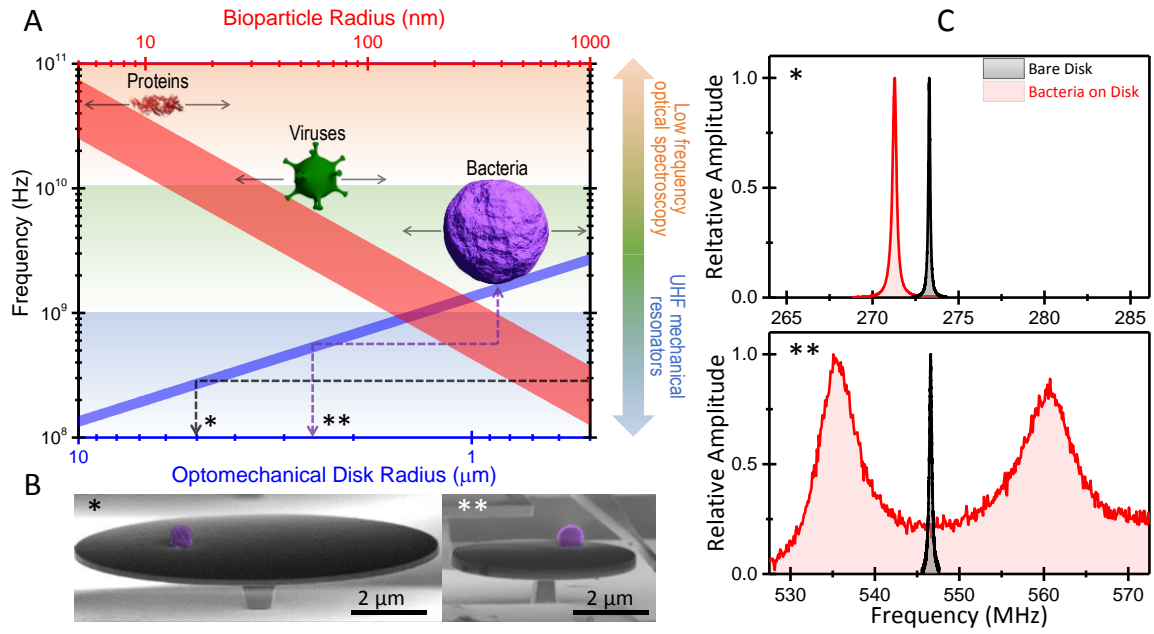 A
Bioparticle Radius (nm)
10
100
1000
10¹¹
10¹⁰
10⁹
10⁸
Frequency (Hz)
Proteins
Viruses
Bacteria
*
**
10
1
Optomechanical Disk Radius (μm)
Low frequency
optical spectroscopy
UHF mechanical
resonators
B
*
2 μm
**
2 μm
C
*
Bare Disk
Bacteria on Disk
1.0
0.5
0.0
Reltative Amplitude
265
270
275
280
285
**
1.0
0.5
0.0
Relative Amplitude
530
540
550
560
570
Frequency (MHz)